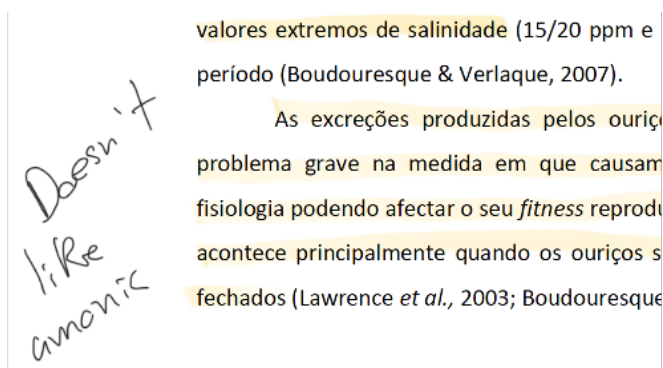 valores extremos de salinidade (15/20 ppm e
período (Boudouresque & Verlaque, 2007).
As excreções produzidas pelos ouriç
problema grave na medida em que causam
fisiologia podendo afectar o seu fitness reprodu
acontece principalmente quando os ouriços s
fechados (Lawrence et al., 2003; Boudouresque
Doesn't
like
amonic